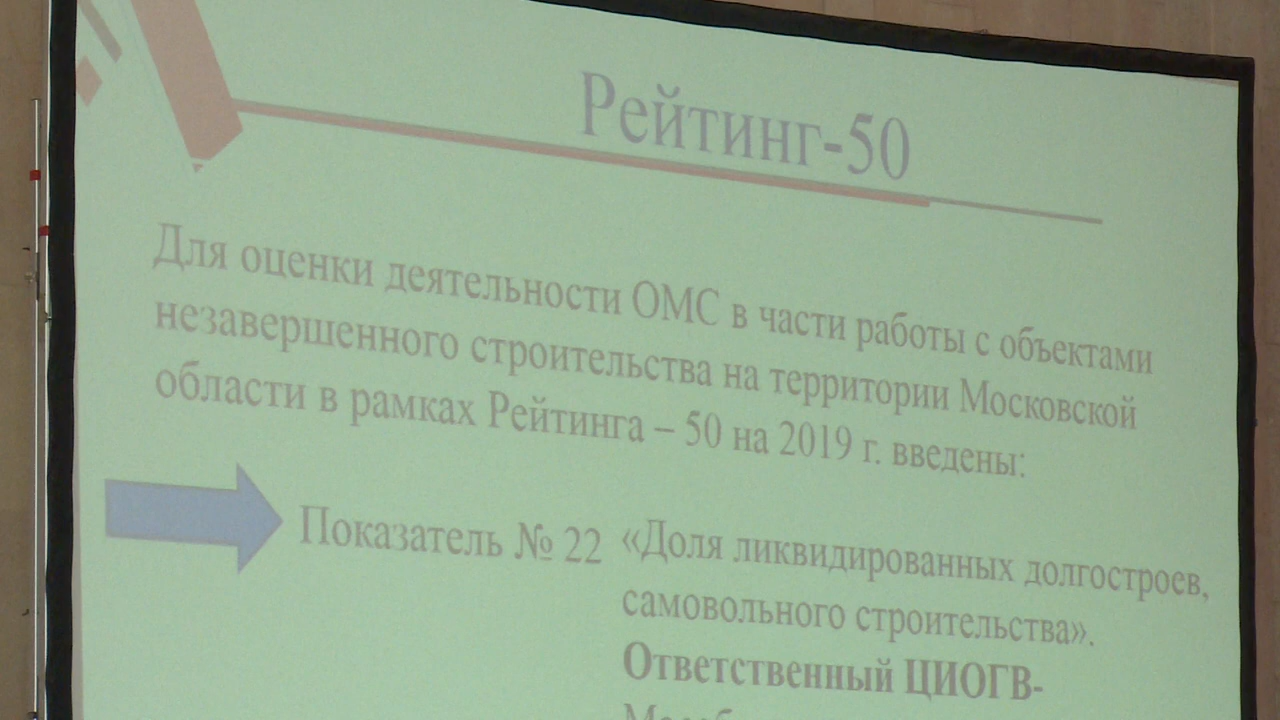 Рейтинг-50
Для оценки деятельности ОМС в части работы с объектами
незавершенного строительства на территории Московской
области в рамках Рейтинга – 50 на 2019 г. введены:
Показатель № 22 «Доля ликвидированных долгостроев,
самовольного строительства».
Ответственный ЦИОГВ-